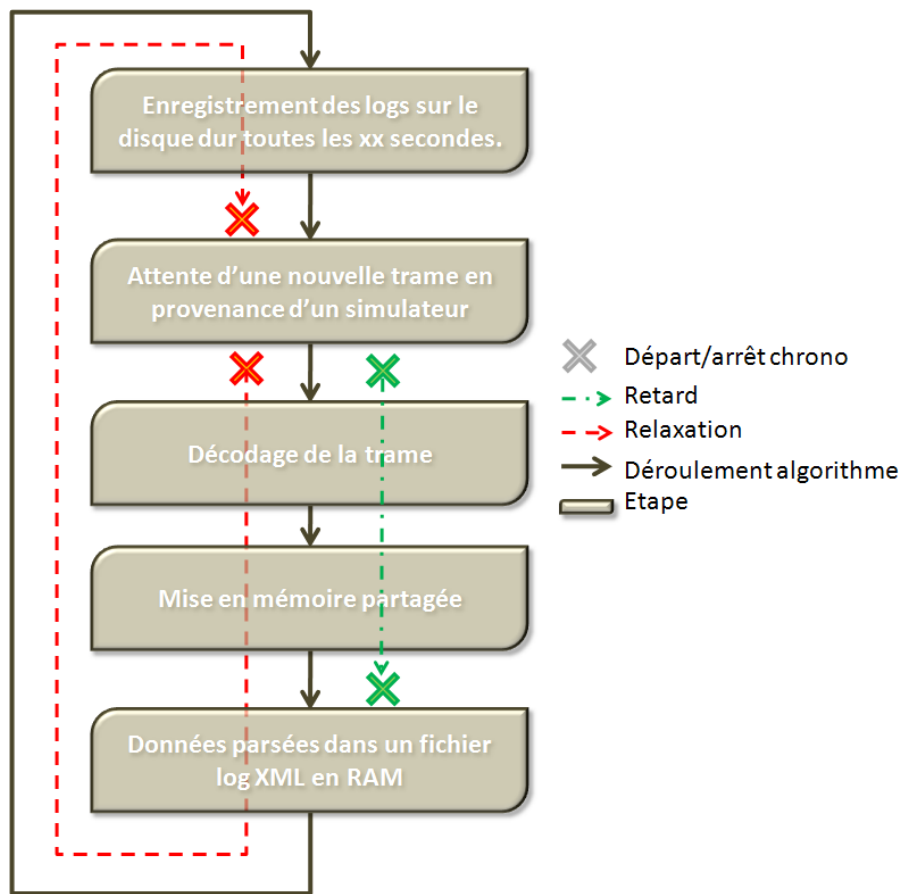 Enregistrement des logs sur le
disque dur toutes les xx secondes.
Attente d'une nouvelle trame en
provenance d'un simulateur
Décodage de la trame
Mise en mémoire partagée
Données parsées dans un fichier
log XML en RAM
Départ/arrêt chrono
Retard
Relaxation
Déroulement algorithme
Etape